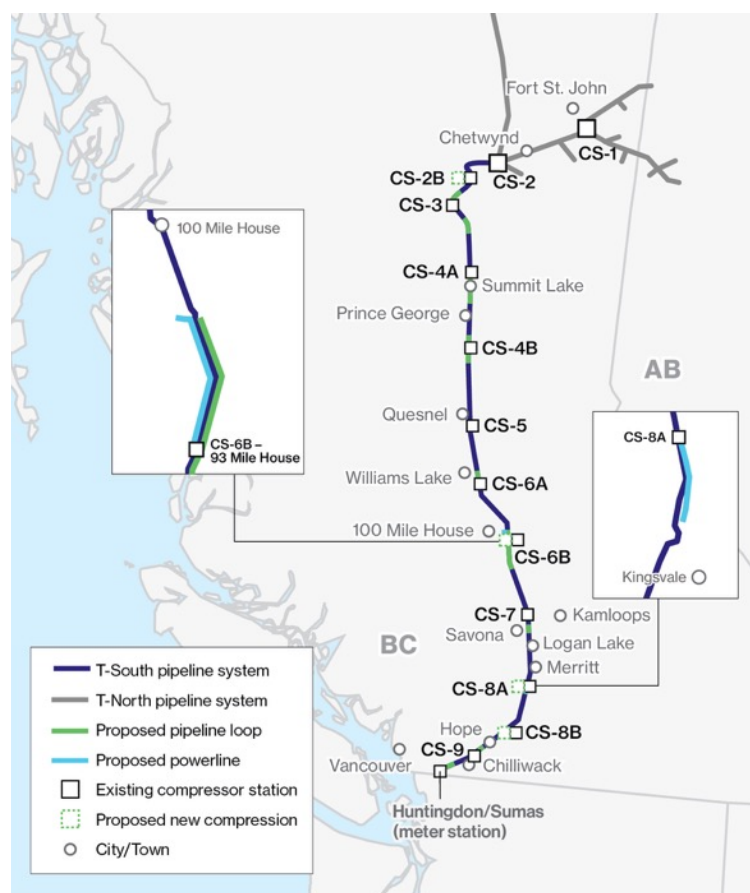 Fort St. John
Chetwynd
CS-1
CS-2
CS-2B
CS-3
100 Mile House
CS-4A
Summit Lake
Prince George
CS-4B
AB
Quesnel
CS-5
CS-8A
CS-6B –
93 Mile House
Williams Lake
CS-6A
100 Mile House
CS-6B
Kingsvale
CS-7
Kamloops
BC
Savona
Logan Lake
Merritt
CS-8A
Hope
CS-8B
CS-9
Vancouver
Chilliwack
Huntingdon/Sumas
(meter station)
T-South pipeline system
T-North pipeline system
Proposed pipeline loop
Proposed powerline
Existing compressor station
Proposed new compression
City/Town